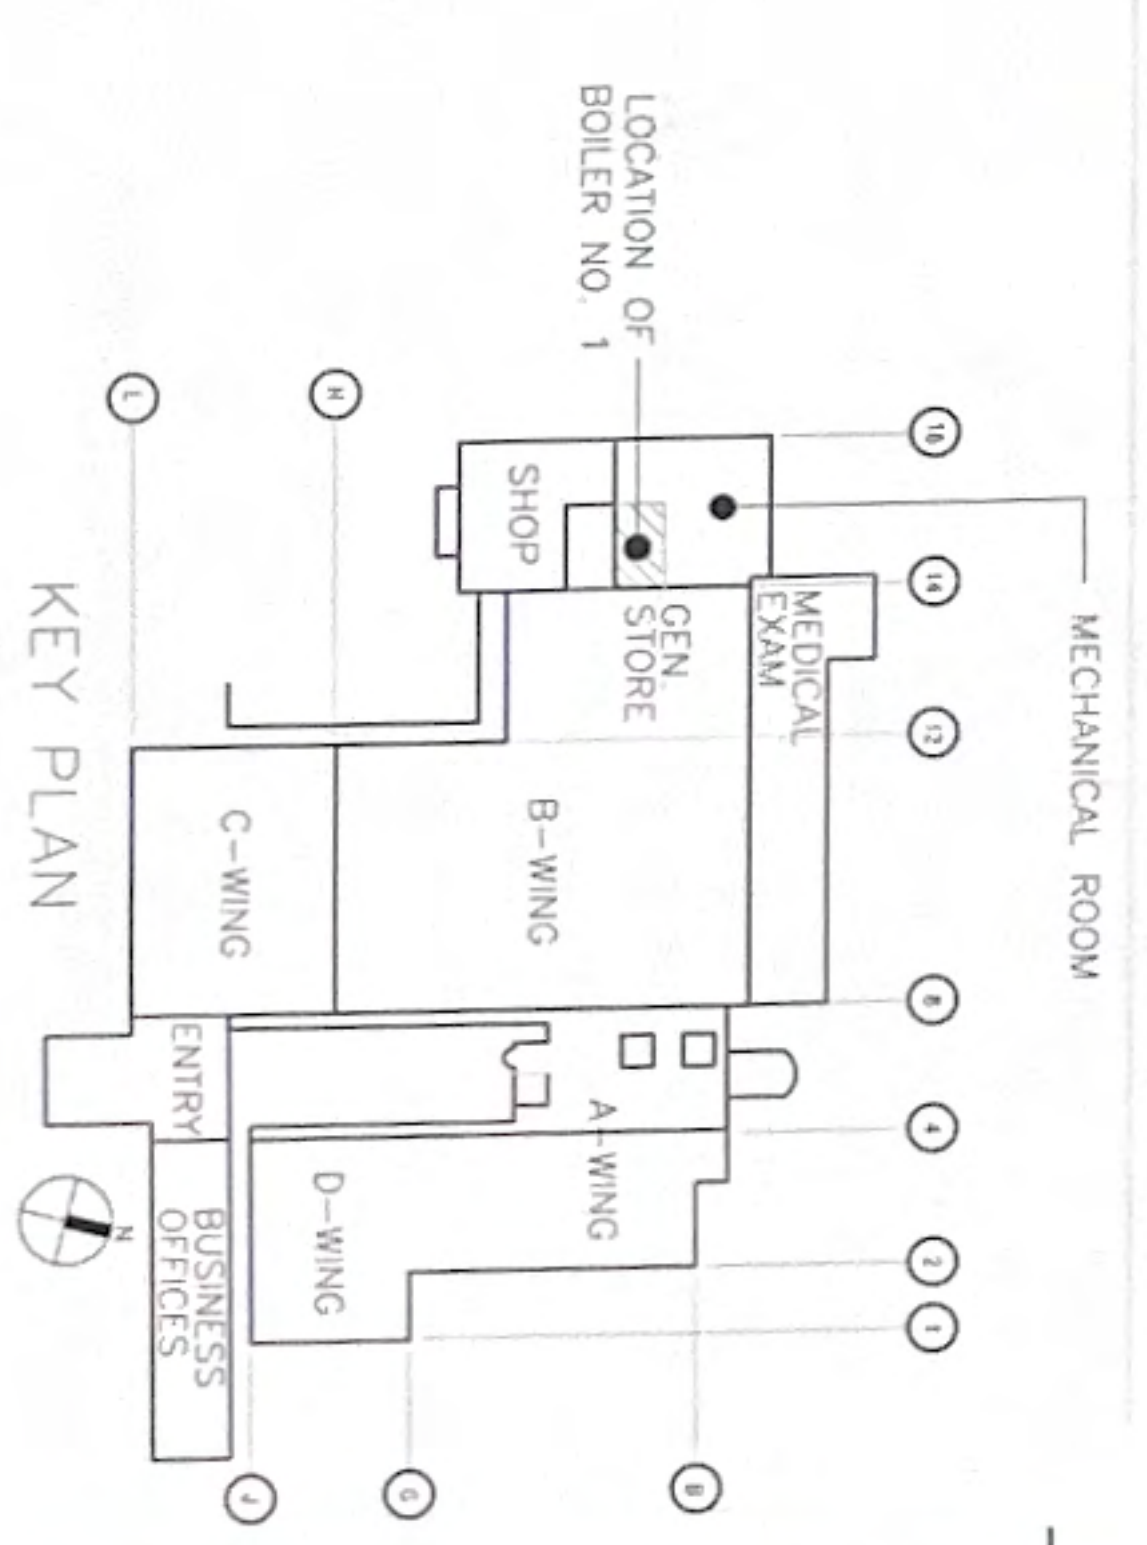 MECHANICAL ROOM
16
14
12
8
4
2
1
MEDICAL
EXAM
B
GEN.
STORE
LOCATION OF
BOILER NO. 1
A-WING
B-WING
SHOP
G
H
D-WING
J
C-WING
BUSINESS
OFFICES
ENTRY
L
N
KEY PLAN